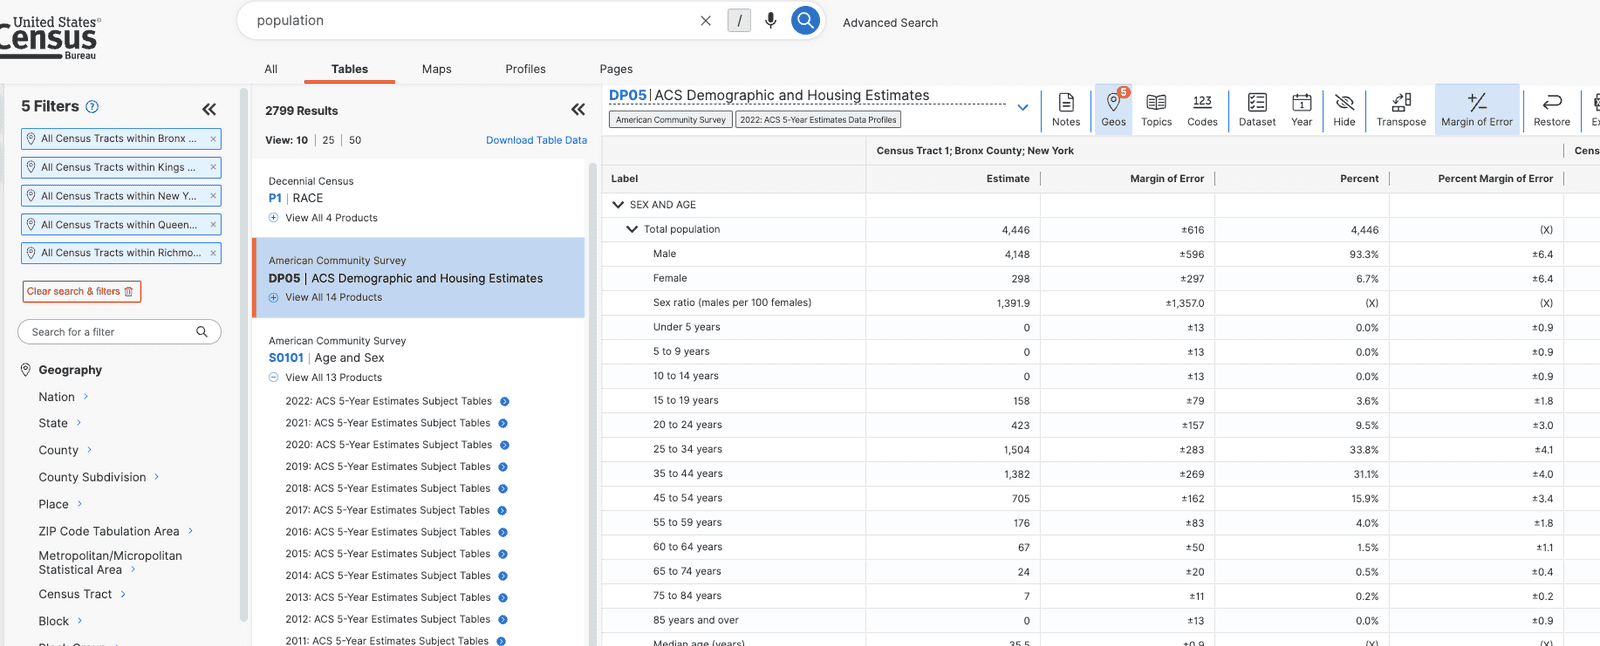 United States®
Census
Bureau
population
/
Advanced Search
All
Tables
Maps
Profiles
Pages
5 Filters ?
All Census Tracts within Bronx ... ×
All Census Tracts within Kings ... ×
All Census Tracts within New Y... ×
All Census Tracts within Queen... ×
All Census Tracts within Richmo... ×
Clear search & filters
Search for a filter
Geography
Nation
State
County
County Subdivision
Place
ZIP Code Tabulation Area
Metropolitan/Micropolitan
Statistical Area
Census Tract
Block
2799 Results
View: 10 | 25 | 50
Download Table Data
Decennial Census
P1 | RACE
View All 4 Products
American Community Survey
DP05 | ACS Demographic and Housing Estimates
View All 14 Products
American Community Survey
S0101 | Age and Sex
View All 13 Products
2022: ACS 5-Year Estimates Subject Tables
2021: ACS 5-Year Estimates Subject Tables
2020: ACS 5-Year Estimates Subject Tables
2019: ACS 5-Year Estimates Subject Tables
2018: ACS 5-Year Estimates Subject Tables
2017: ACS 5-Year Estimates Subject Tables
2016: ACS 5-Year Estimates Subject Tables
2015: ACS 5-Year Estimates Subject Tables
2014: ACS 5-Year Estimates Subject Tables
2013: ACS 5-Year Estimates Subject Tables
2012: ACS 5-Year Estimates Subject Tables
2011: ACS 5-Year Estimates Subject Tables
DP05 | ACS Demographic and Housing Estimates
American Community Survey
2022: ACS 5-Year Estimates Data Profiles
Notes
5
Geos
Topics
123
Codes
Dataset
1
Year
Hide
Transpose
+/-
Margin of Error
Restore
Ex
Census Tract 1; Bronx County; New York
Cens
Label Estimate Margin of Error Percent Percent Margin of Error
SEX AND AGE
Total population 4,446 ±616 4,446 (X)
Male 4,148 ±596 93.3% ±6.4
Female 298 ±297 6.7% ±6.4
Sex ratio (males per 100 females) 1,391.9 ±1,357.0 (X) (X)
Under 5 years 0 ±13 0.0% ±0.9
5 to 9 years 0 ±13 0.0% ±0.9
10 to 14 years 0 ±13 0.0% ±0.9
15 to 19 years 158 ±79 3.6% ±1.8
20 to 24 years 423 ±157 9.5% ±3.0
25 to 34 years 1,504 ±283 33.8% ±4.1
35 to 44 years 1,382 ±269 31.1% ±4.0
45 to 54 years 705 ±162 15.9% ±3.4
55 to 59 years 176 ±83 4.0% ±1.8
60 to 64 years 67 ±50 1.5% ±1.1
65 to 74 years 24 ±20 0.5% ±0.4
75 to 84 years 7 ±11 0.2% ±0.2
85 years and over 0 ±13 0.0% ±0.9
Median age (years) 35.5 ±0.9 (X) (X)